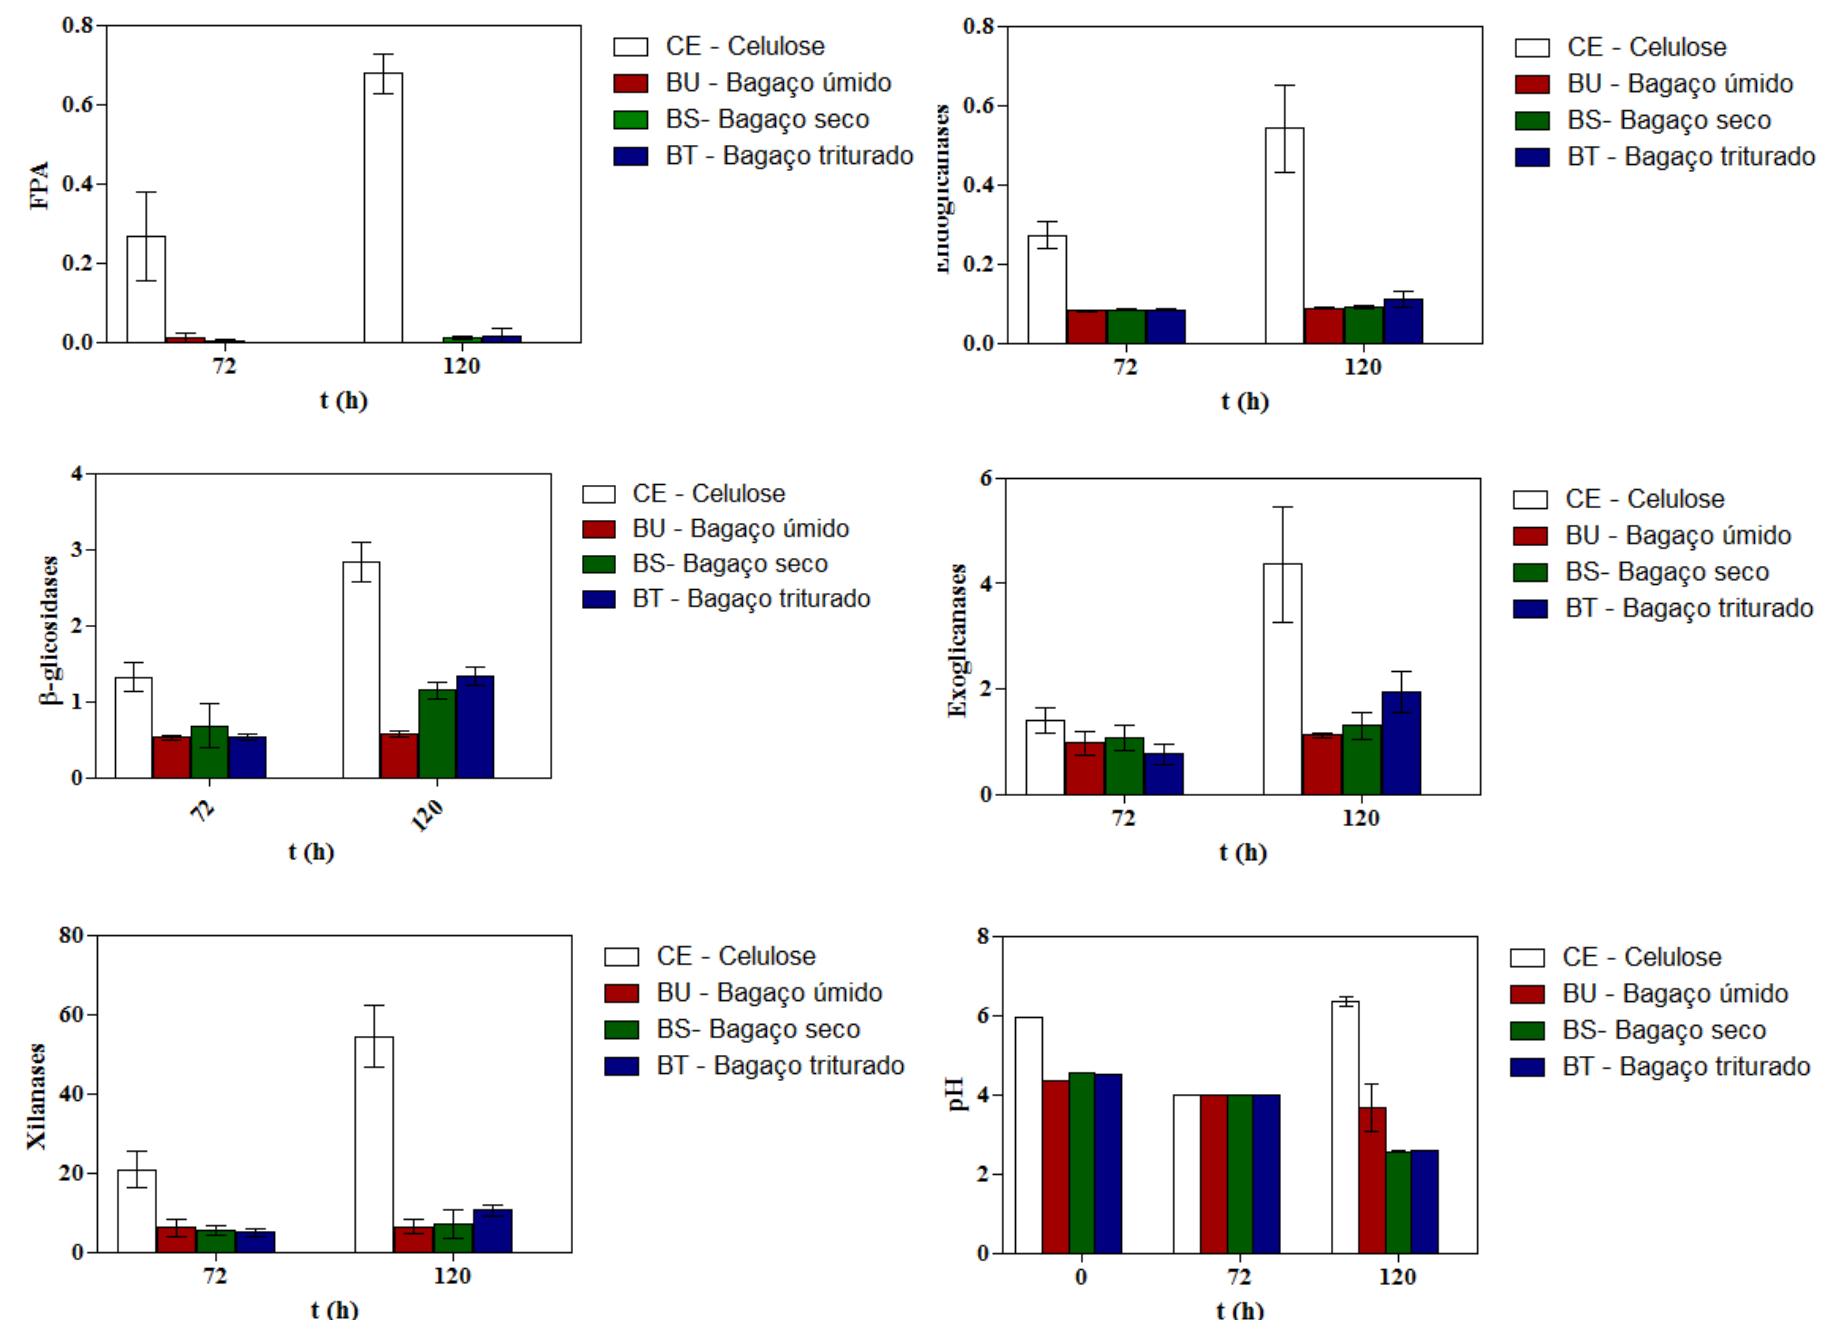 0.8
0.6
0.4
0.2
0.0
FPA
72
120
t (h)
CE - Celulose
BU - Bagaço úmido
BS- Bagaço seco
BT - Bagaço triturado
0.8
0.6
0.4
0.2
0.0
Endoglicanases
72
120
t (h)
CE - Celulose
BU - Bagaço úmido
BS- Bagaço seco
BT - Bagaço triturado
4
3
2
1
0
β-glicosidases
72
120
t (h)
CE - Celulose
BU - Bagaço úmido
BS- Bagaço seco
BT - Bagaço triturado
6
4
2
0
Exoglicanases
72
120
t (h)
CE - Celulose
BU - Bagaço úmido
BS- Bagaço seco
BT - Bagaço triturado
80
60
40
20
0
Xilanases
72
120
t (h)
CE - Celulose
BU - Bagaço úmido
BS- Bagaço seco
BT - Bagaço triturado
8
6
4
2
0
pH
0
72
120
t (h)
CE - Celulose
BU - Bagaço úmido
BS- Bagaço seco
BT - Bagaço triturado